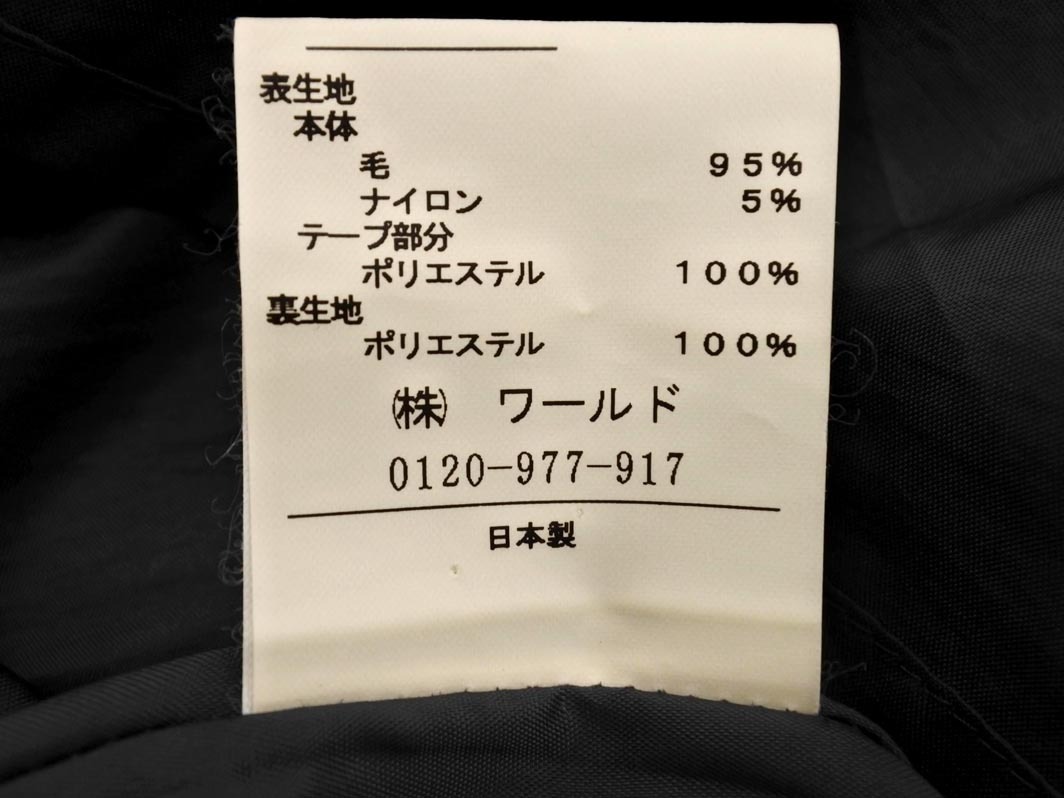 表生地
本体
毛 95%
ナイロン 5%
テープ部分
ポリエステル 100%
裏生地
ポリエステル 100%
㈱ ワールド
0120-977-917
日本製